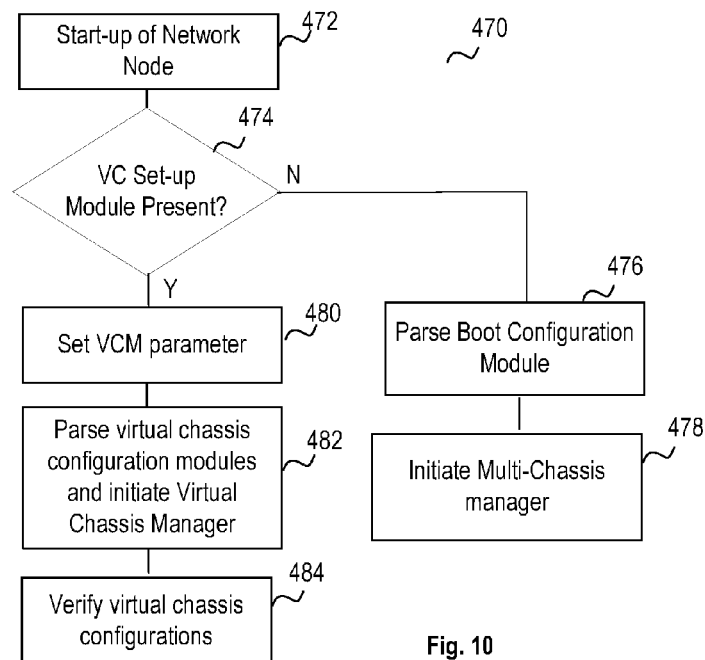 Start-up of Network
Node
472
470
474
VC Set-up
Module Present?
N
Y
476
480
Set VCM parameter
Parse Boot Configuration
Module
Parse virtual chassis
configuration modules
and initiate Virtual
Chassis Manager
482
478
Initiate Multi-Chassis
manager
484
Verify virtual chassis
configurations
Fig. 10